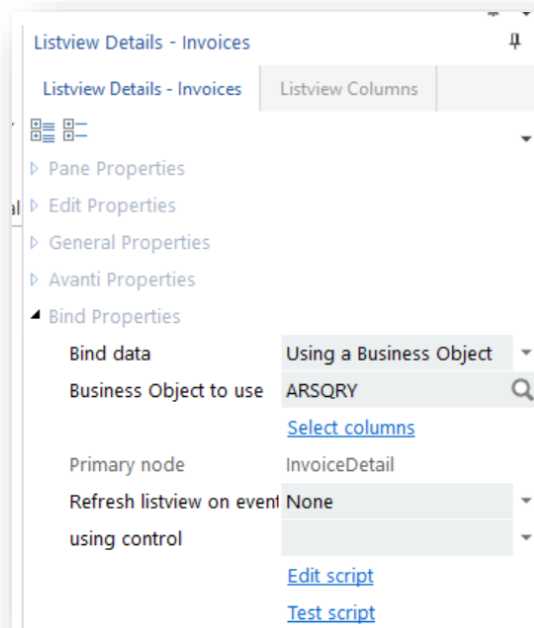 Listview Details - Invoices
Listview Details - Invoices Listview Columns
Pane Properties
al Edit Properties
General Properties
Avanti Properties
Bind Properties
Bind data Using a Business Object
Business Object to use ARSQRY
Select columns
Primary node InvoiceDetail
Refresh listview on event None
using control
Edit script
Test script